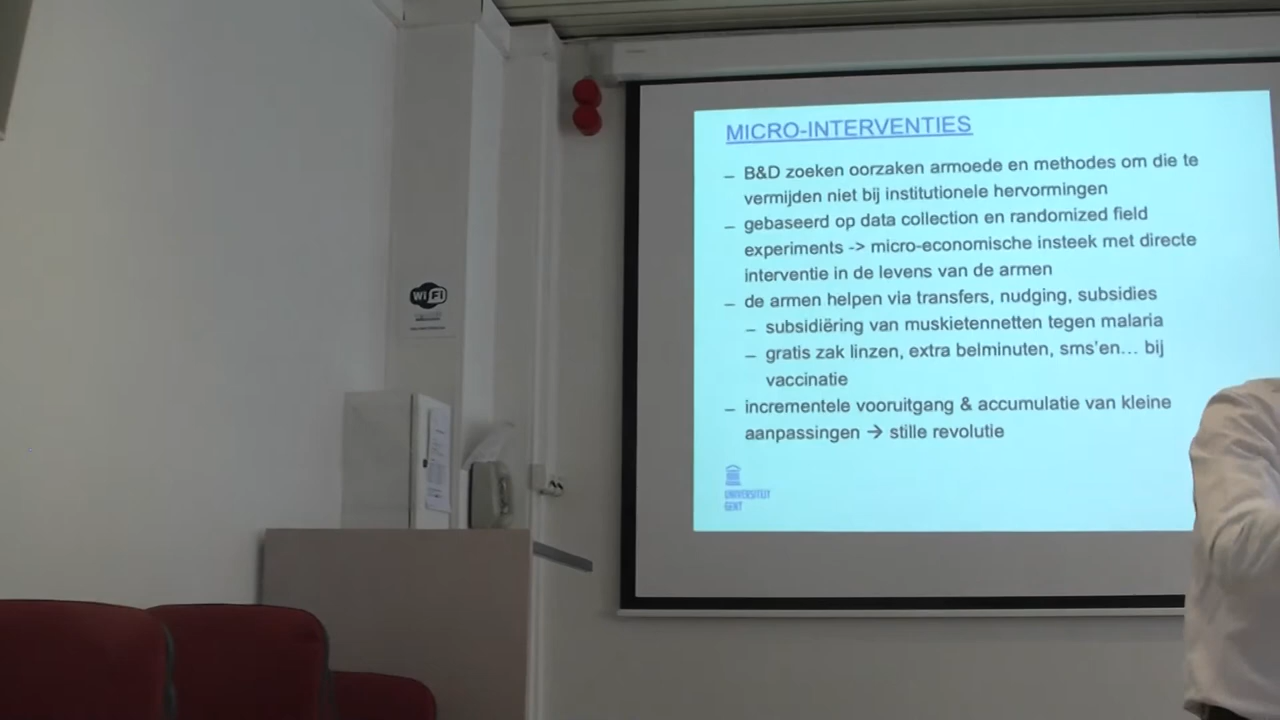 MICRO-INTERVENTIES
– B&D zoeken oorzaken armoede en methodes om die te
vermijden niet bij institutionele hervormingen
– gebaseerd op data collection en randomized field
experiments -> micro-economische insteek met directe
interventie in de levens van de armen
– de armen helpen via transfers, nudging, subsidies
– subsidiëring van muskietennetten tegen malaria
– gratis zak linzen, extra belminuten, sms'en… bij
vaccinatie
– incrementele vooruitgang & accumulatie van kleine
aanpassingen → stille revolutie
UNIVERSITEIT
GENT
WiFi